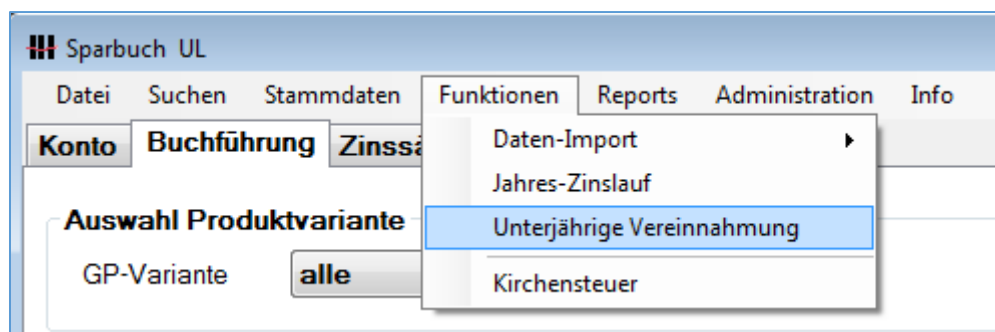 Sparbuch UL
Datei Suchen Stammdaten Funktionen Reports Administration Info
Konto Buchführung
Daten-Import
Jahres-Zinslauf
Auswahl Produktvariante
Unterjährige Vereinnahmung
GP-Variante alle
Kirchensteuer